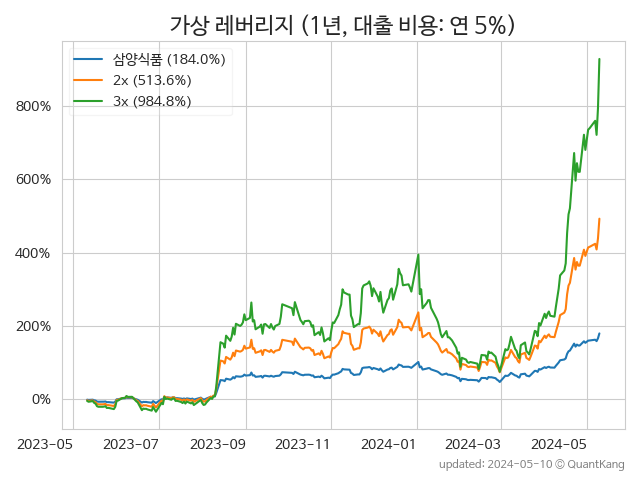 가상 레버리지 (1년, 대출 비용: 연 5%)
삼양식품 (184.0%)
2x (513.6%)
3x (984.8%)
800%
600%
400%
200%
0%
2023-05 2023-07 2023-09 2023-11 2024-01 2024-03 2024-05
updated: 2024-05-10 © QuantKang